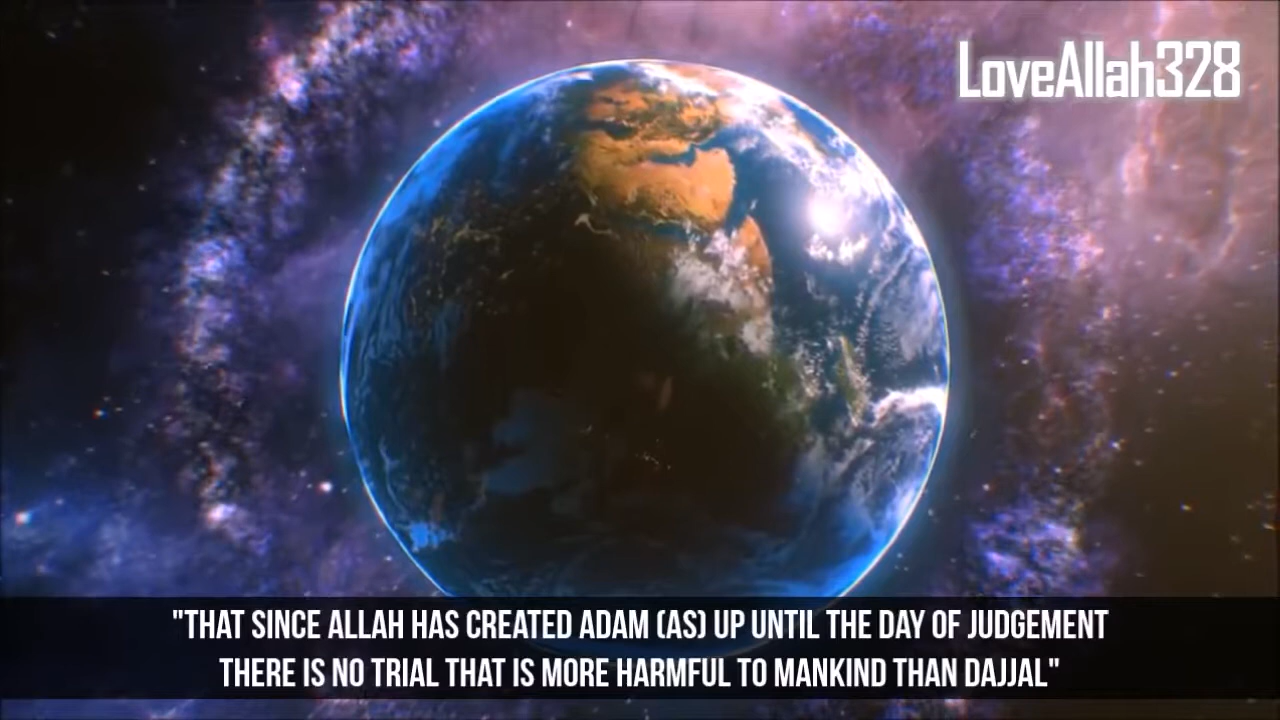 LoveAllah328
"THAT SINCE ALLAH HAS CREATED ADAM (AS) UP UNTIL THE DAY OF JUDGEMENT
THERE IS NO TRIAL THAT IS MORE HARMFUL TO MANKIND THAN DAJJAL"